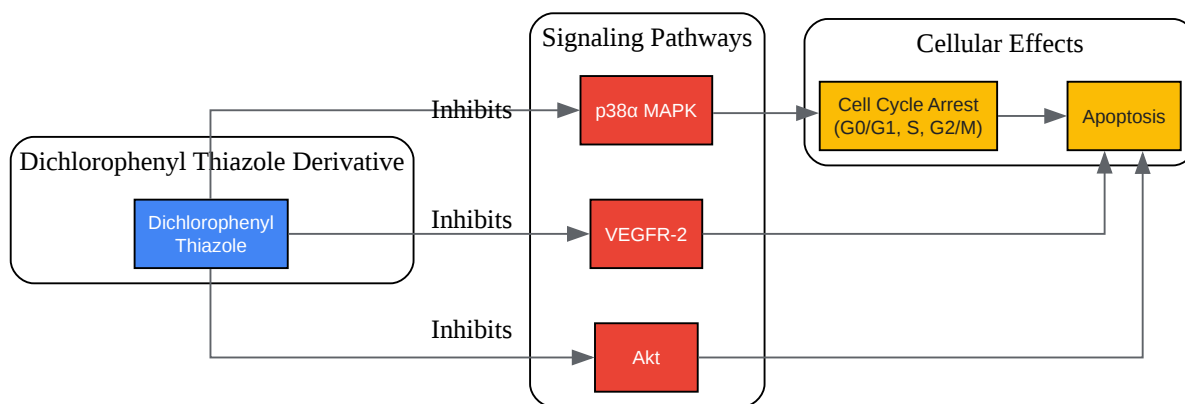 Signaling Pathways
Cellular Effects
Inhibits
p38α MAPK
Cell Cycle Arrest
(G0/G1, S, G2/M)
Apoptosis
Dichlorophenyl Thiazole Derivative
Dichlorophenyl
Thiazole
Inhibits
VEGFR-2
Inhibits
Akt